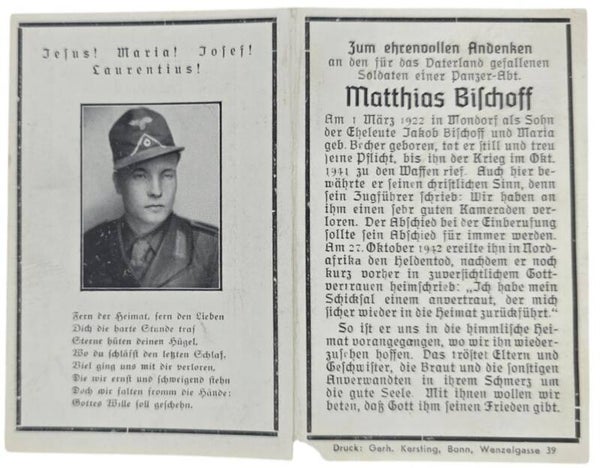 Jesus! Maria! Josef!
Laurentius!
Fern der Heimat, fern den Lieben
Dich die harte Stunde traf
Sterne hüten deinen Hügel,
Wo du schläfst den letzten Schlaf,
Viel ging uns mit dir verloren,
Die wir ernst und schweigend stehn
Doch wir falten fromm die Hände:
Gottes Wille soll geschehn.
Zum ehrenvollen Andenken
an den für das Vaterland gefallenen
Soldaten einer Panzer-Abt.
Matthias Bischoff
Am 1 März 1922 in Mondorf als Sohn
der Eheleute Jakob Bischoff und Maria
geb. Becher geboren, tat er still und treu
seine Pflicht, bis ihn der Krieg im Okt.
1941 zu den Waffen rief. Auch hier be-
währte er seinen christlichen Sinn, denn
sein Zugführer schrieb: Wir haben an
ihm einen sehr guten Kameraden ver-
loren. Der Abschied bei der Einberufung
sollte sein Abschied für immer werden.
Am 27. Oktober 1942 ereilte ihn in Nord-
afrika den Heldentod, nachdem er noch
kurz vorher in zuversichtlichem Gott-
vertrauen heimschrieb: „Ich habe mein
Schicksal einem anvertraut, der mich
sicher wieder in die Heimat zurückführt.“
So ist er uns in die himmlische Hei-
mat vorangegangen, wo wir ihn wieder-
zusehen hoffen. Das tröstet Eltern und
Geschwister, die Braut und die sonstigen
Anverwandten in ihrem Schmerz um
die gute Seele. Mit ihnen wollen wir
beten, daß Gott ihm seinen Frieden gibt.
Druck: Gerh. Kersting, Bonn, Wenzelgasse 39